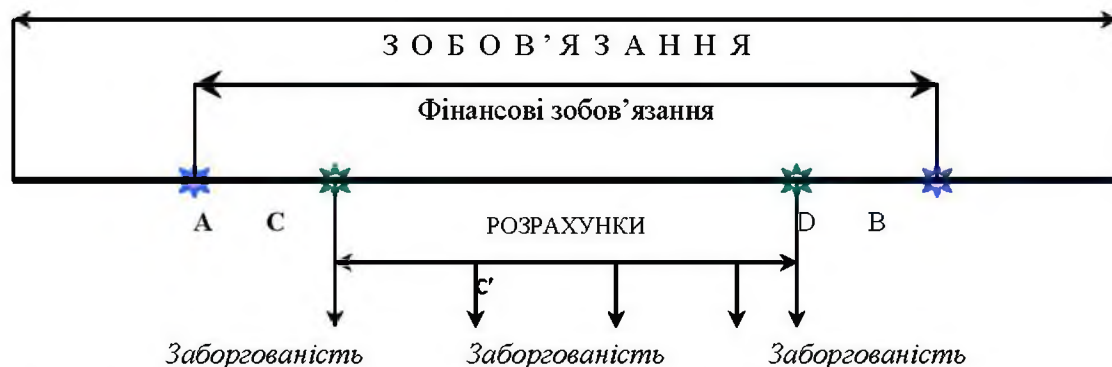 З О Б О В ’ Я З А Н Н Я
Фінансові зобов’язання
А С РОЗРАХУНКИ D В
с'
Заборгованість Заборгованість Заборгованість